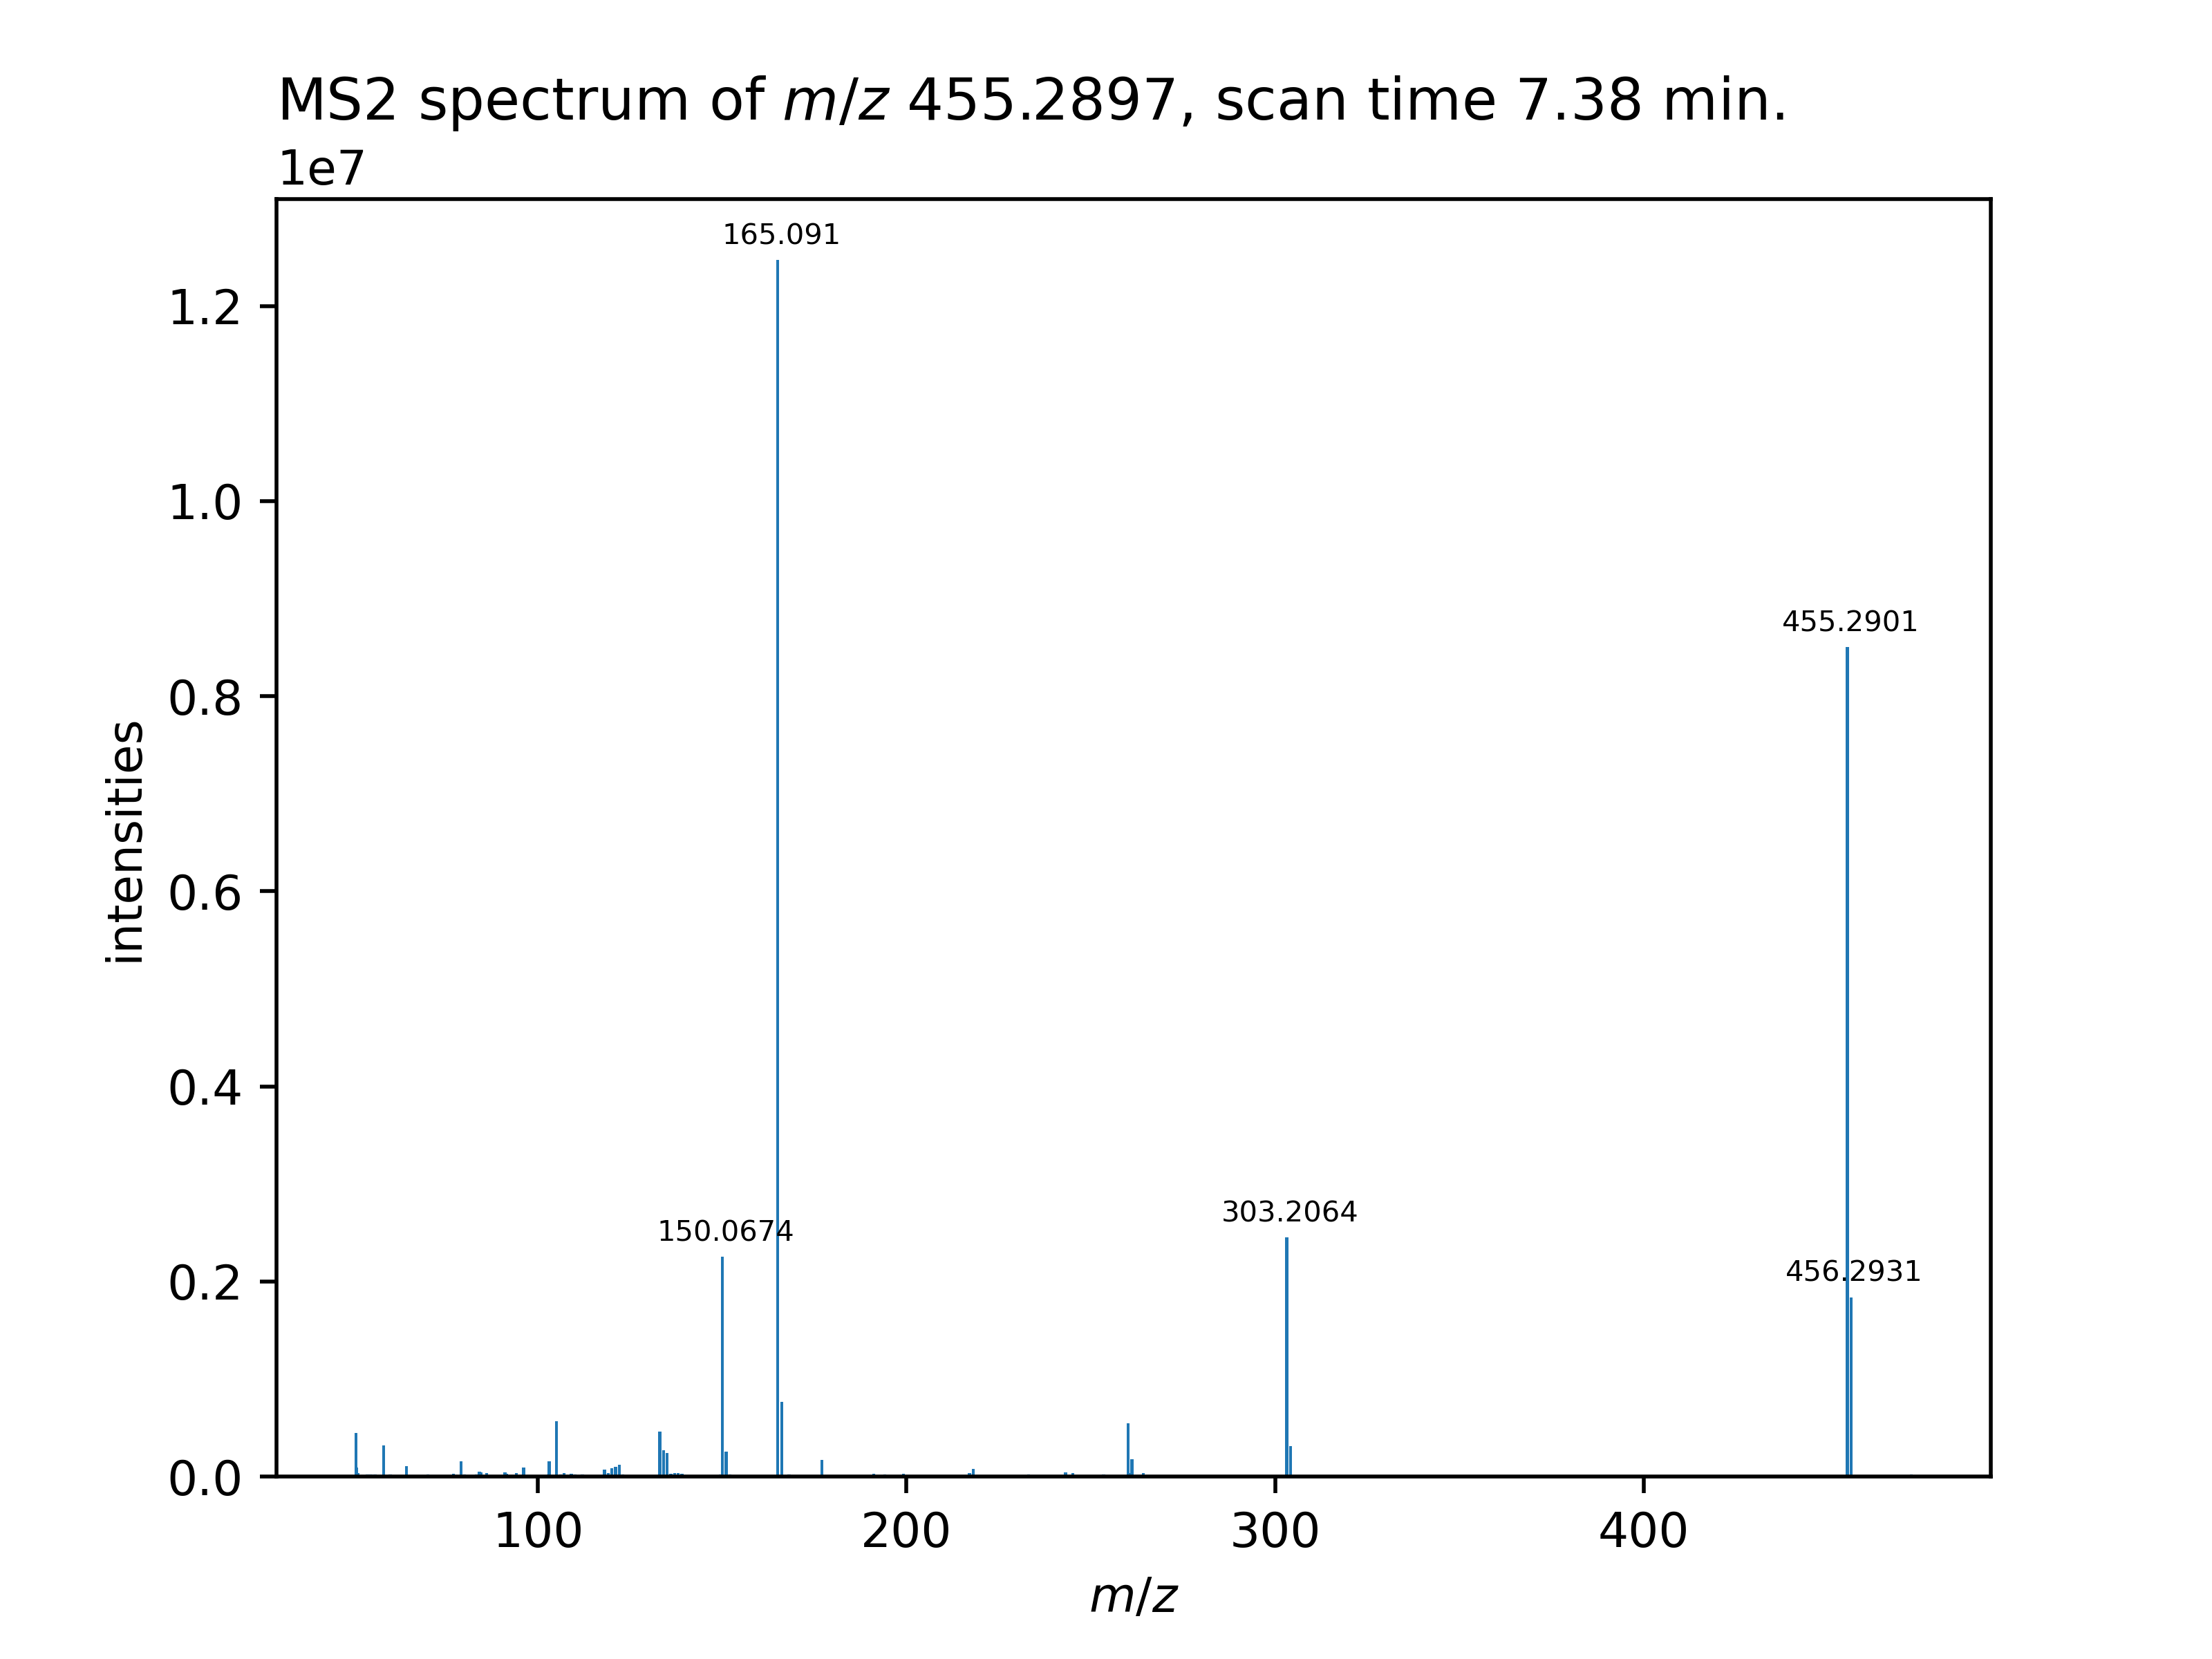 MS2 spectrum of m/z 455.2897, scan time 7.38 min.
1e7
165.091
1.2
1.0
455.2901
0.8
intensities
0.6
0.4
303.2064
150.0674
456.2931
0.2
0.0
100 200 300 400
m/z